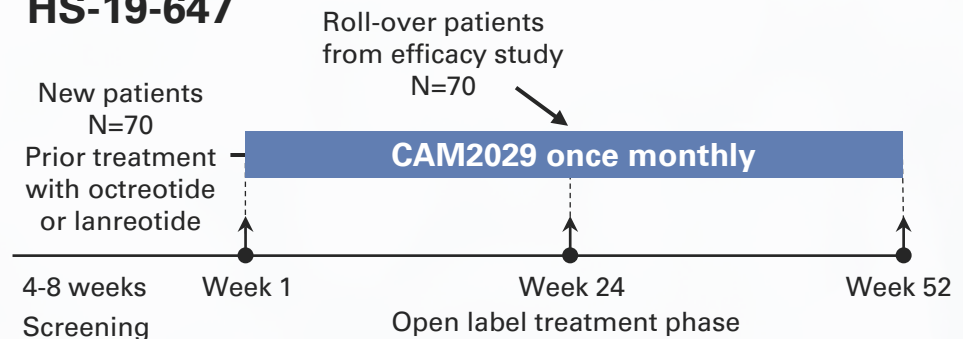 HS-19-647
Roll-over patients
from efficacy study
N=70
New patients
N=70
Prior treatment
with octreotide
or lanreotide
CAM2029 once monthly
4-8 weeks
Screening
Week 1
Week 24
Week 52
Open label treatment phase